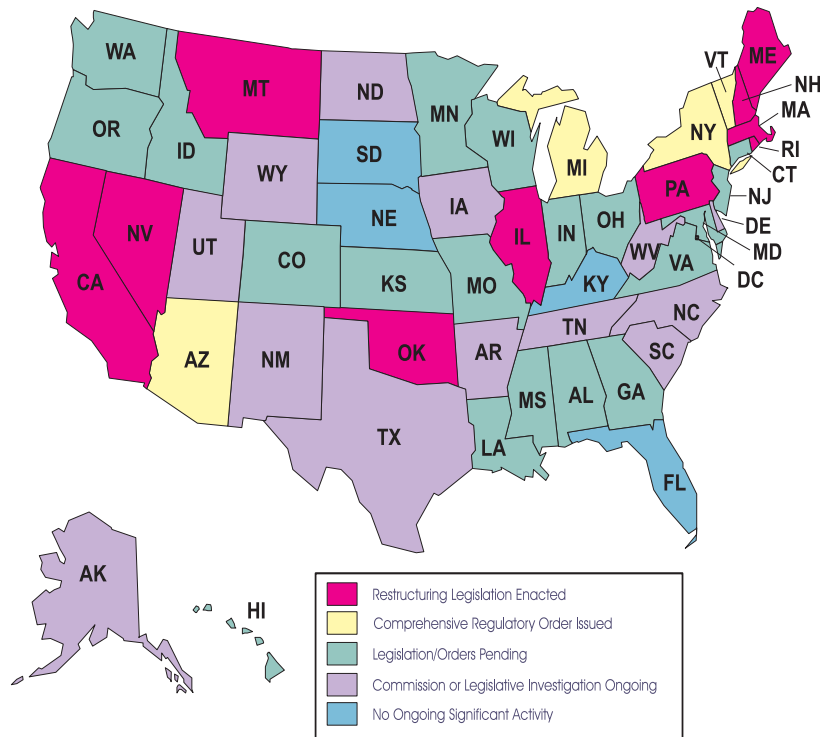 WA
MT
ND
MN
VT
ME
NH
MA
RI
CT
NJ
DE
MD
DC
OR
ID
WY
SD
WI
MI
NY
PA
NV
UT
CO
NE
IA
IL
IN
OH
WV
VA
CA
KS
MO
KY
NC
AZ
NM
OK
AR
TN
SC
TX
LA
MS
AL
GA
FL
AK
HI
Restructuring Legislation Enacted
Comprehensive Regulatory Order Issued
Legislation/Orders Pending
Commission or Legislative Investigation Ongoing
No Ongoing Significant Activity